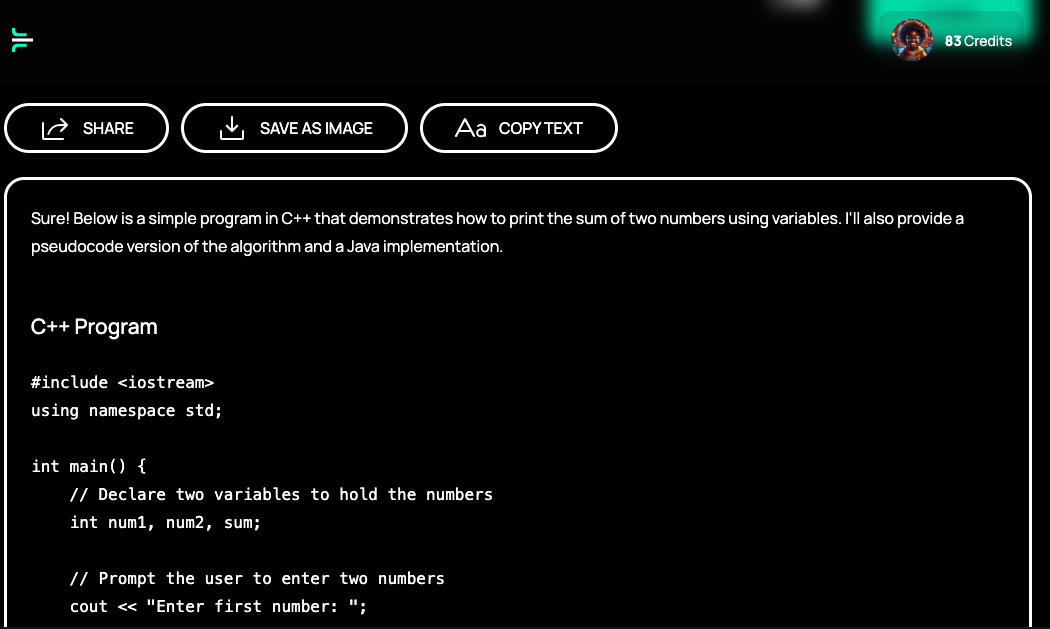 83 Credits
SHARE
SAVE AS IMAGE
Aa COPY TEXT
Sure! Below is a simple program in C++ that demonstrates how to print the sum of two numbers using variables. I'll also provide a
pseudocode version of the algorithm and a Java implementation.
C++ Program
#include <iostream>
using namespace std;
int main() {
    // Declare two variables to hold the numbers
    int num1, num2, sum;
    // Prompt the user to enter two numbers
    cout << "Enter first number: ";